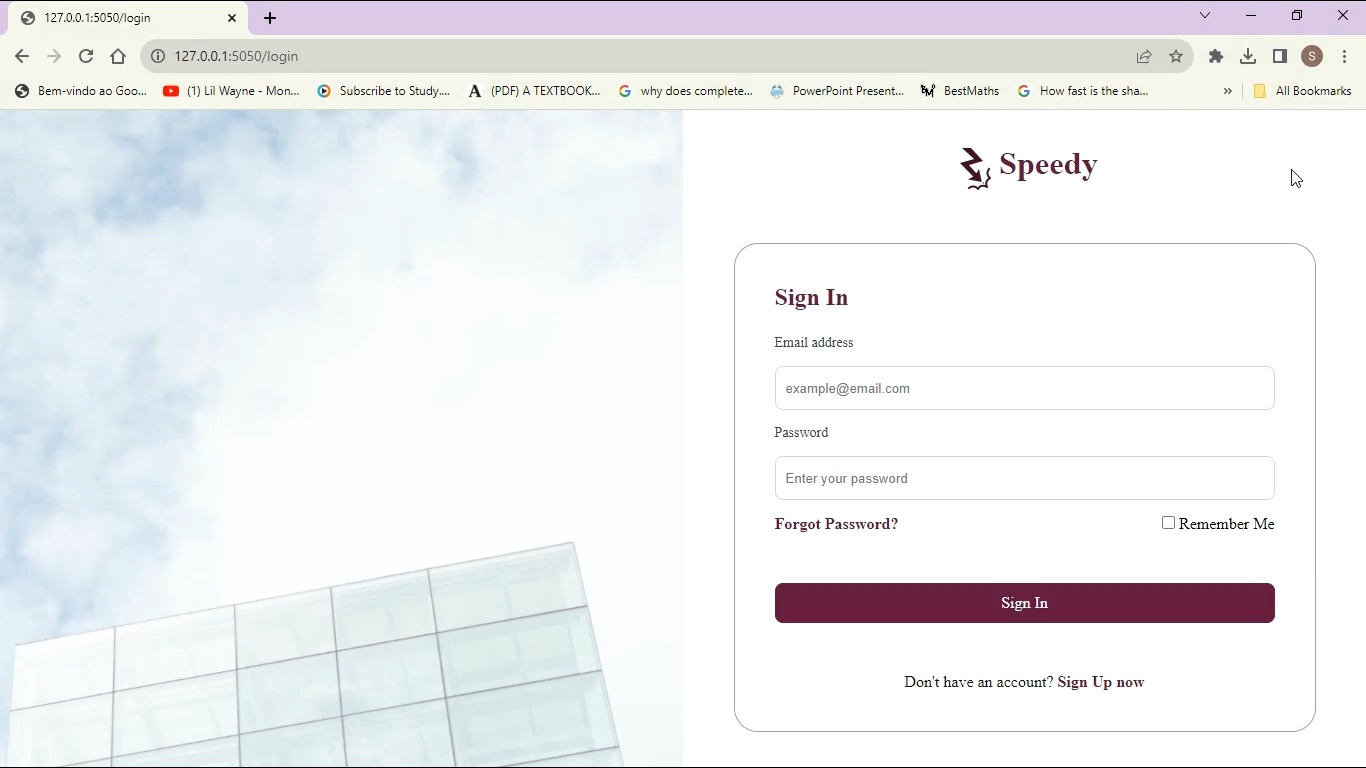 127.0.0.1:5050/login
127.0.0.1:5050/login
S
Bem-vindo ao Goo...
(1) Lil Wayne - Mon...
Subscribe to Study....
A
(PDF) A TEXTBOOK...
G
why does complete...
PowerPoint Present...
BestMaths
G
How fast is the sha...
»
All Bookmarks
Speedy
Sign In
Email address
example@email.com
Password
Enter your password
Forgot Password?
Remember Me
Sign In
Don't have an account? Sign Up now